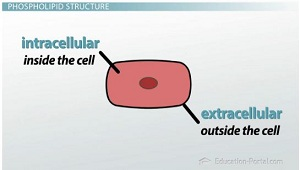 PHOSPHOLIPID STRUCTURE
intracellular
inside the cell
extracellular
outside the cell
Education-Portal.com